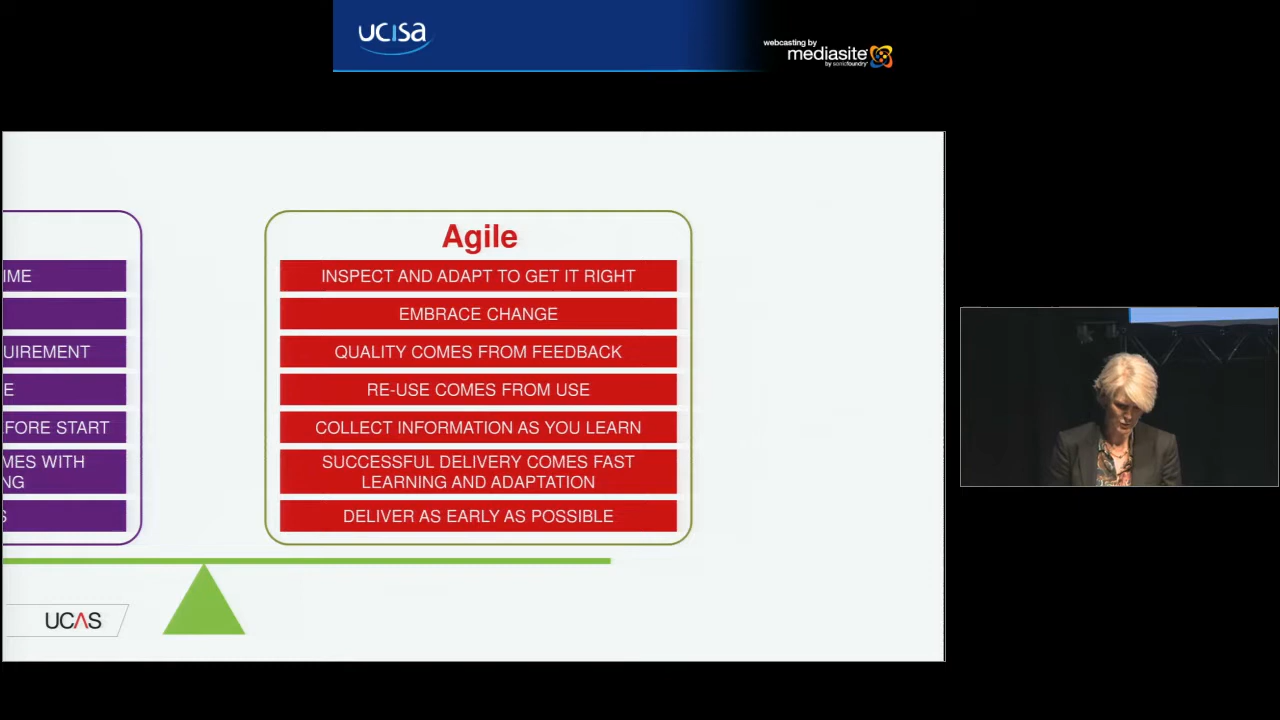 ucisa
webcasting by
mediasite
by sonicfoundry
Agile
IME
INSPECT AND ADAPT TO GET IT RIGHT
EMBRACE CHANGE
UIREMENT
QUALITY COMES FROM FEEDBACK
E
RE-USE COMES FROM USE
FORE START
COLLECT INFORMATION AS YOU LEARN
MES WITH
NG
SUCCESSFUL DELIVERY COMES FAST
LEARNING AND ADAPTATION
S
DELIVER AS EARLY AS POSSIBLE
UCAS